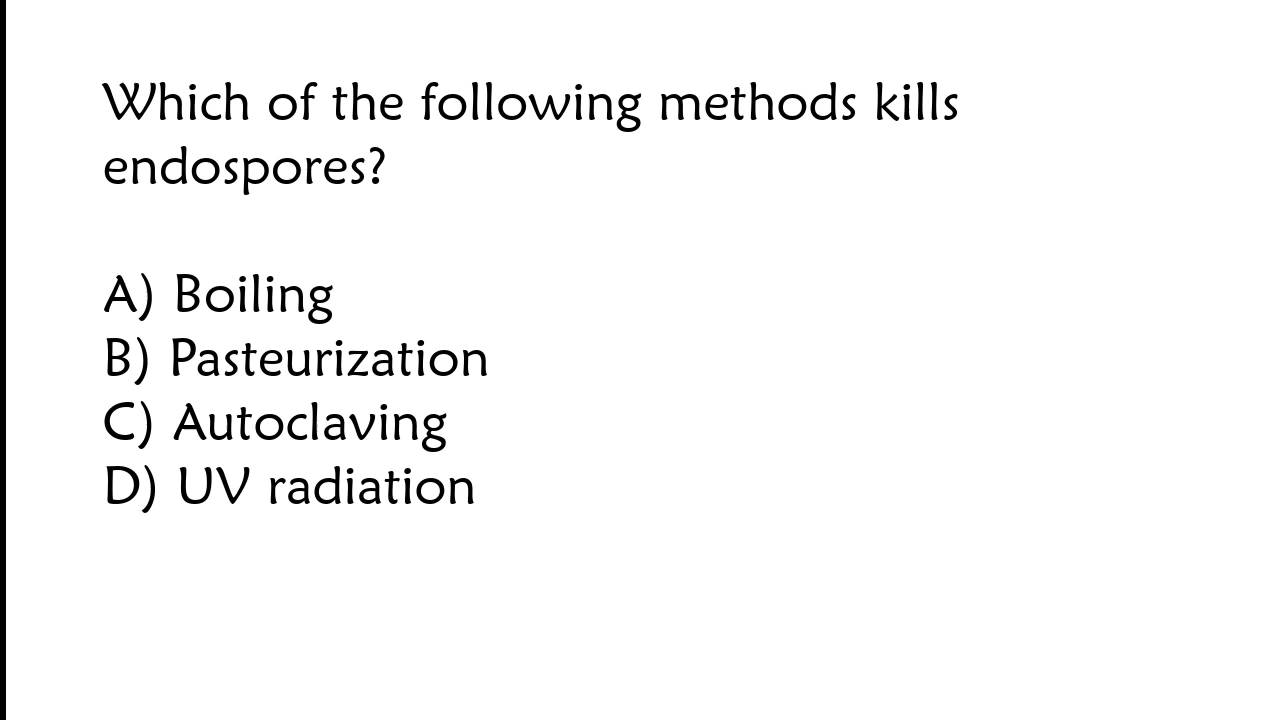 Which of the following methods kills
endospores?
A) Boiling
B) Pasteurization
C) Autoclaving
D) UV radiation